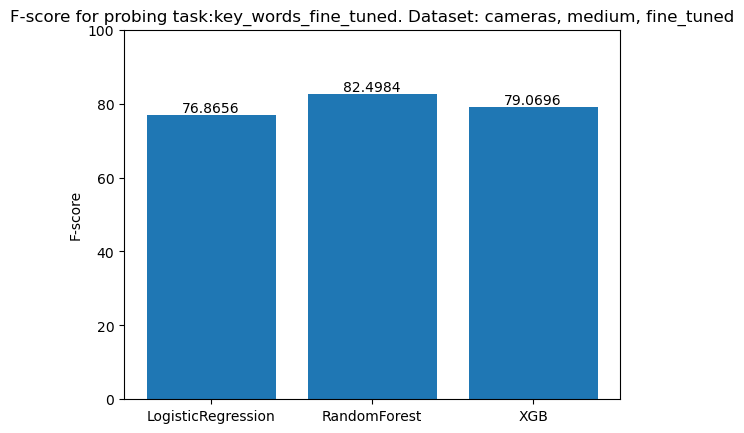 F-score for probing task:key_words_fine_tuned. Dataset: cameras, medium, fine_tuned
100
80
60
40
20
0
F-score
76.8656
82.4984
79.0696
LogisticRegression
RandomForest
XGB